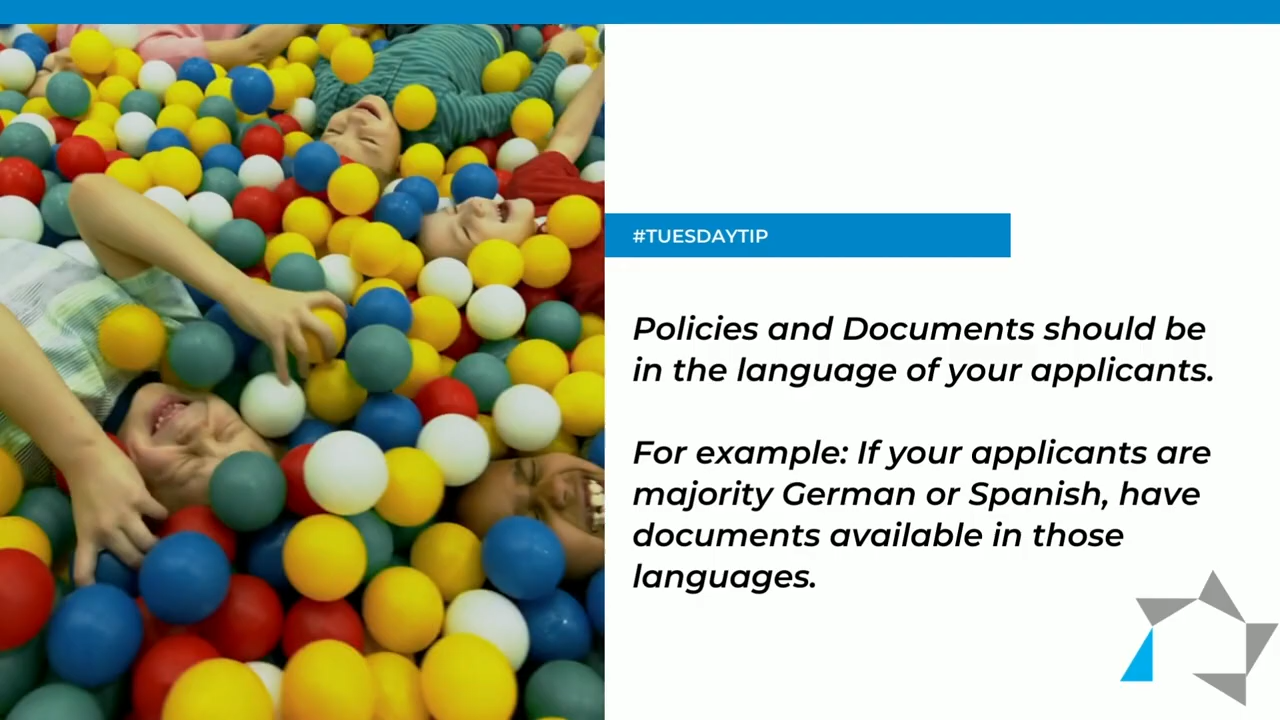 #TUESDAYTIP
Policies and Documents should be
in the language of your applicants.
For example: If your applicants are
majority German or Spanish, have
documents available in those
languages.